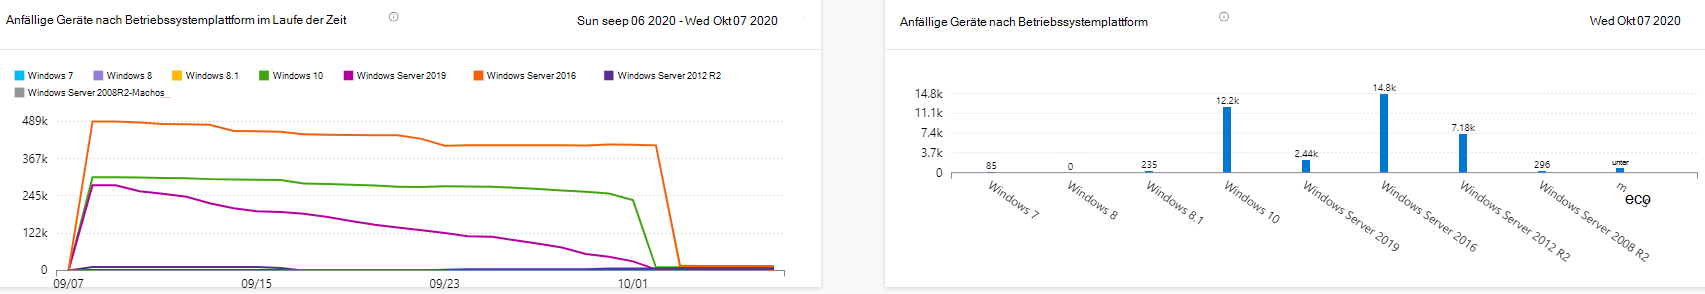 Anfällige Geräte nach Betriebssystemplattform im Laufe der Zeit
Sun seep 06 2020 - Wed Okt 07 2020
Windows 7
Windows 8
Windows 8.1
Windows 10
Windows Server 2019
Windows Server 2016
Windows Server 2012 R2
Windows Server 2008R2-Machos_
489k
367k
245k
122k
0
09/07
09/15
09/23
10/01
Anfällige Geräte nach Betriebssystemplattform
Wed Okt 07 2020
14.8k
11.1k
7.4k
3.7k
0
85
0
235
12.2k
2.44k
14.8k
7.18k
296
unter
Windows 7
Windows 8
Windows 8.1
Windows 10
Windows Server 2019
Windows Server 2016
Windows Server 2012 R2
Windows Server 2008 R2
eco